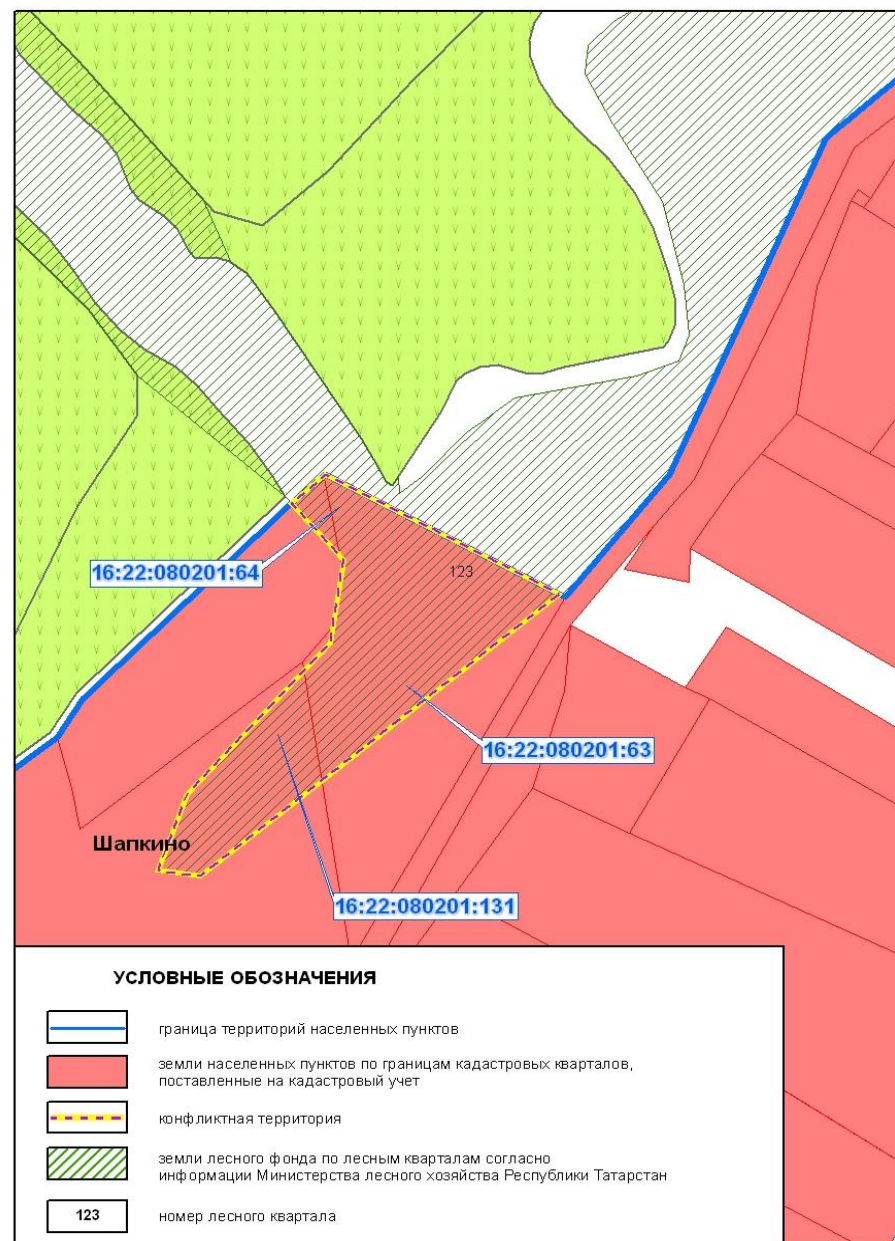 16:22:080201:64
123
16:22:080201:63
Шапкино
16:22:080201:131
УСЛОВНЫЕ ОБОЗНАЧЕНИЯ
граница территорий населенных пунктов
земли населенных пунктов по границам кадастровых кварталов,
поставленные на кадастровый учет
конфликтная территория
земли лесного фонда по лесным кварталам согласно
информации Министерства лесного хозяйства Республики Татарстан
123 номер лесного квартала